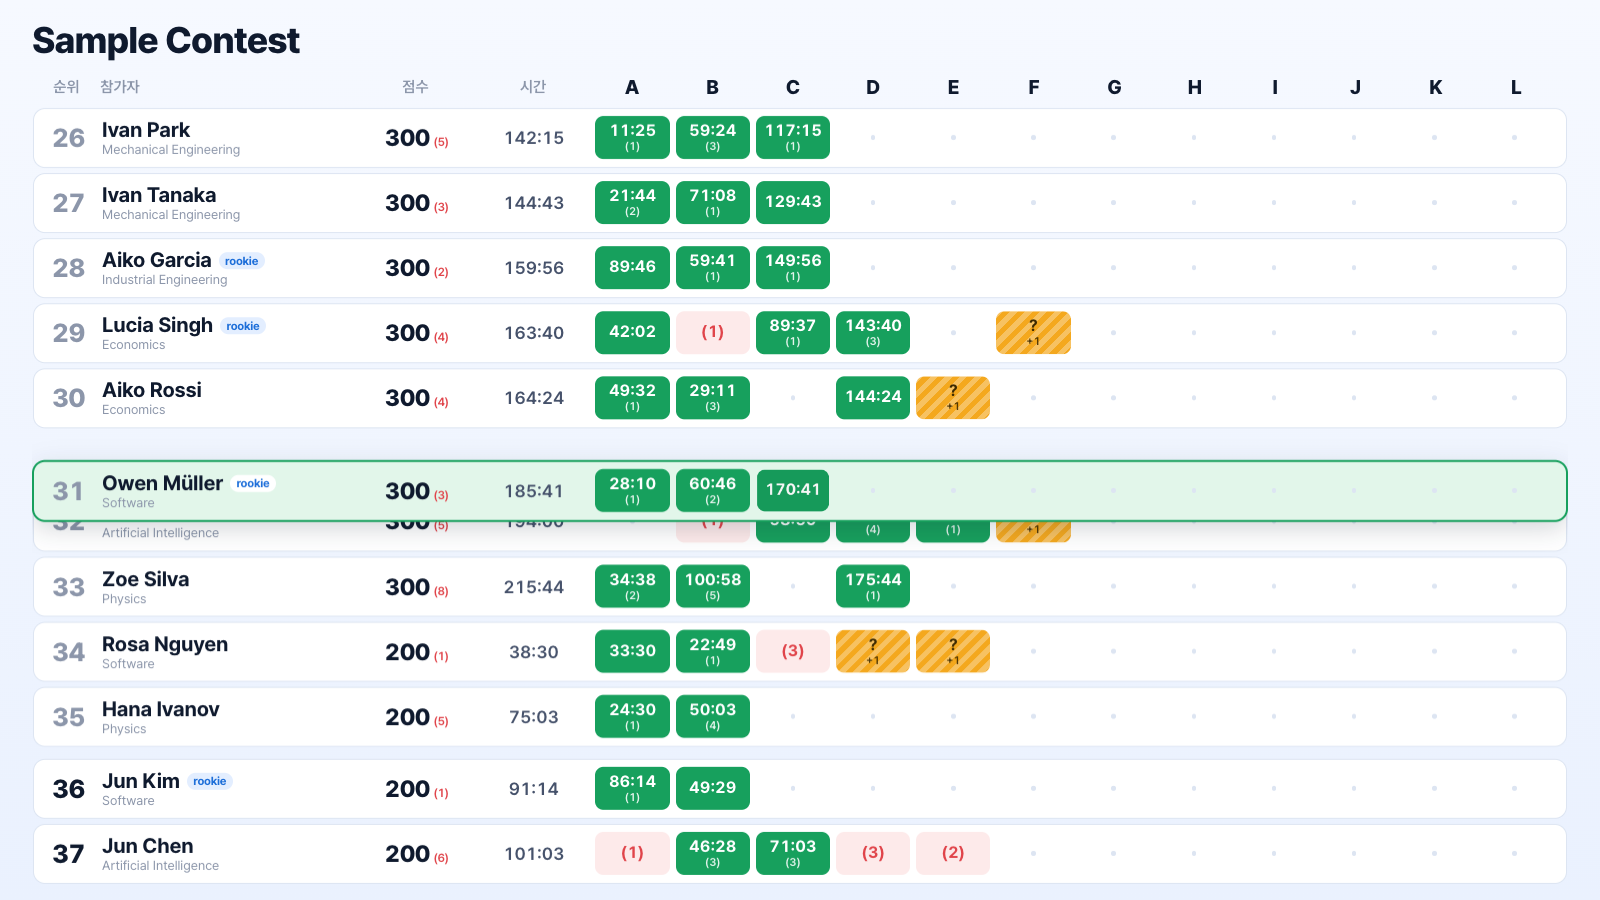 Sample Contest
순위 참가자 점수 시간 A B C D E F G H I J K L
26 Ivan Park 300 (5) 142:15 11:25 59:24 117:15
Mechanical Engineering (1) (3) (1)
27 Ivan Tanaka 300 (3) 144:43 21:44 71:08 129:43
Mechanical Engineering (2) (1)
28 Aiko Garcia rookie 300 (2) 159:56 89:46 59:41 149:56
Industrial Engineering (1) (1)
29 Lucia Singh rookie 300 (4) 163:40 42:02 (1) 89:37 143:40 ?
Economics (1) (3) +1
30 Aiko Rossi 300 (4) 164:24 49:32 29:11 144:24 ?
Economics (1) (3) +1
31 Owen Müller rookie 300 (3) 185:41 28:10 60:46 170:41
Software (1) (2)
32 300 (5) (1)
Artificial Intelligence (4) (1) +1
33 Zoe Silva 300 (8) 215:44 34:38 100:58 175:44
Physics (2) (5) (1)
34 Rosa Nguyen 200 (1) 38:30 33:30 22:49 (3) ? ?
Software (1) +1 +1
35 Hana Ivanov 200 (5) 75:03 24:30 50:03
Physics (1) (4)
36 Jun Kim rookie 200 (1) 91:14 86:14 49:29
Software (1)
37 Jun Chen 200 (6) 101:03 (1) 46:28 71:03 (3) (2)
Artificial Intelligence (3) (3)